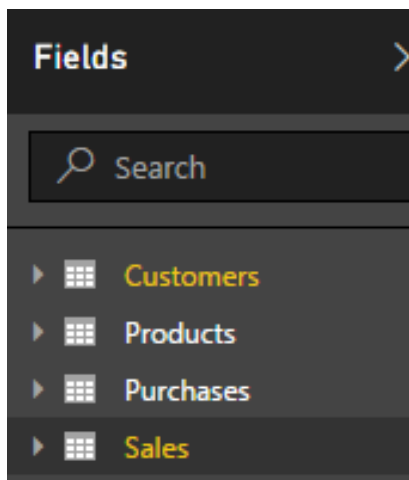 Fields
Search
Customers
Products
Purchases
Sales